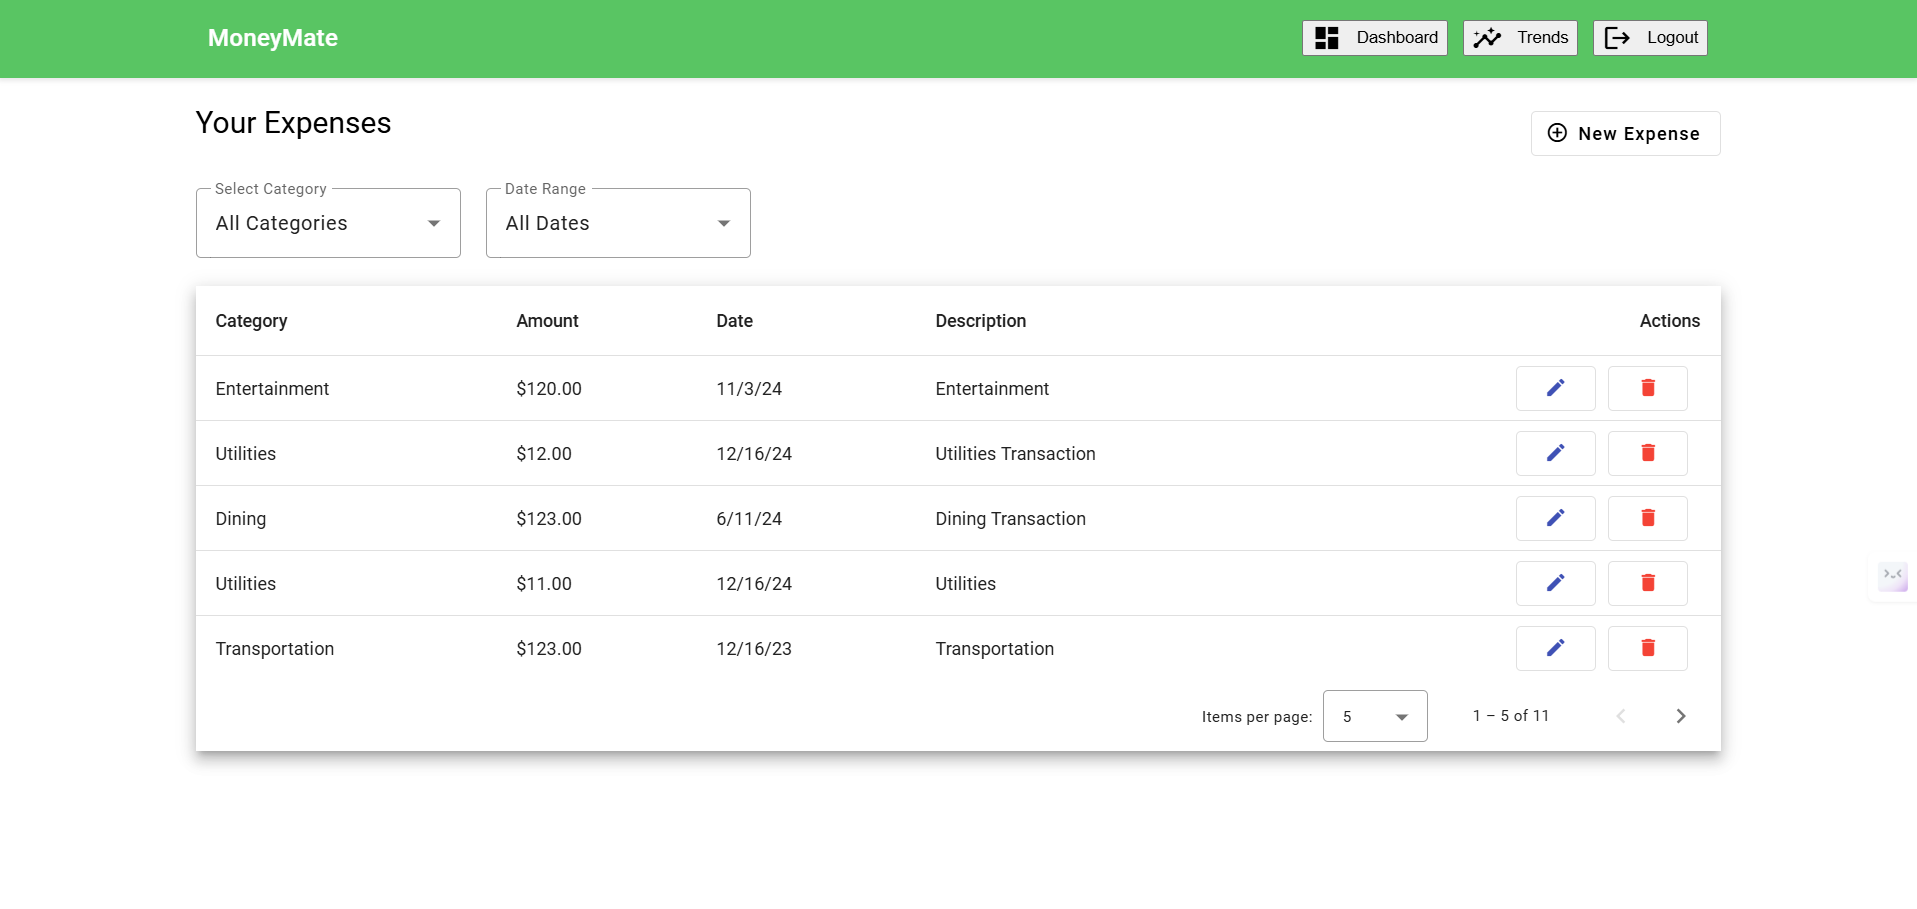 MoneyMate
Dashboard
Trends
Logout
Your Expenses
New Expense
Select Category
All Categories
Date Range
All Dates
Category Amount Date Description Actions
Entertainment $120.00 11/3/24 Entertainment
Utilities $12.00 12/16/24 Utilities Transaction
Dining $123.00 6/11/24 Dining Transaction
Utilities $11.00 12/16/24 Utilities
Transportation $123.00 12/16/23 Transportation
Items per page: 5 1 – 5 of 11